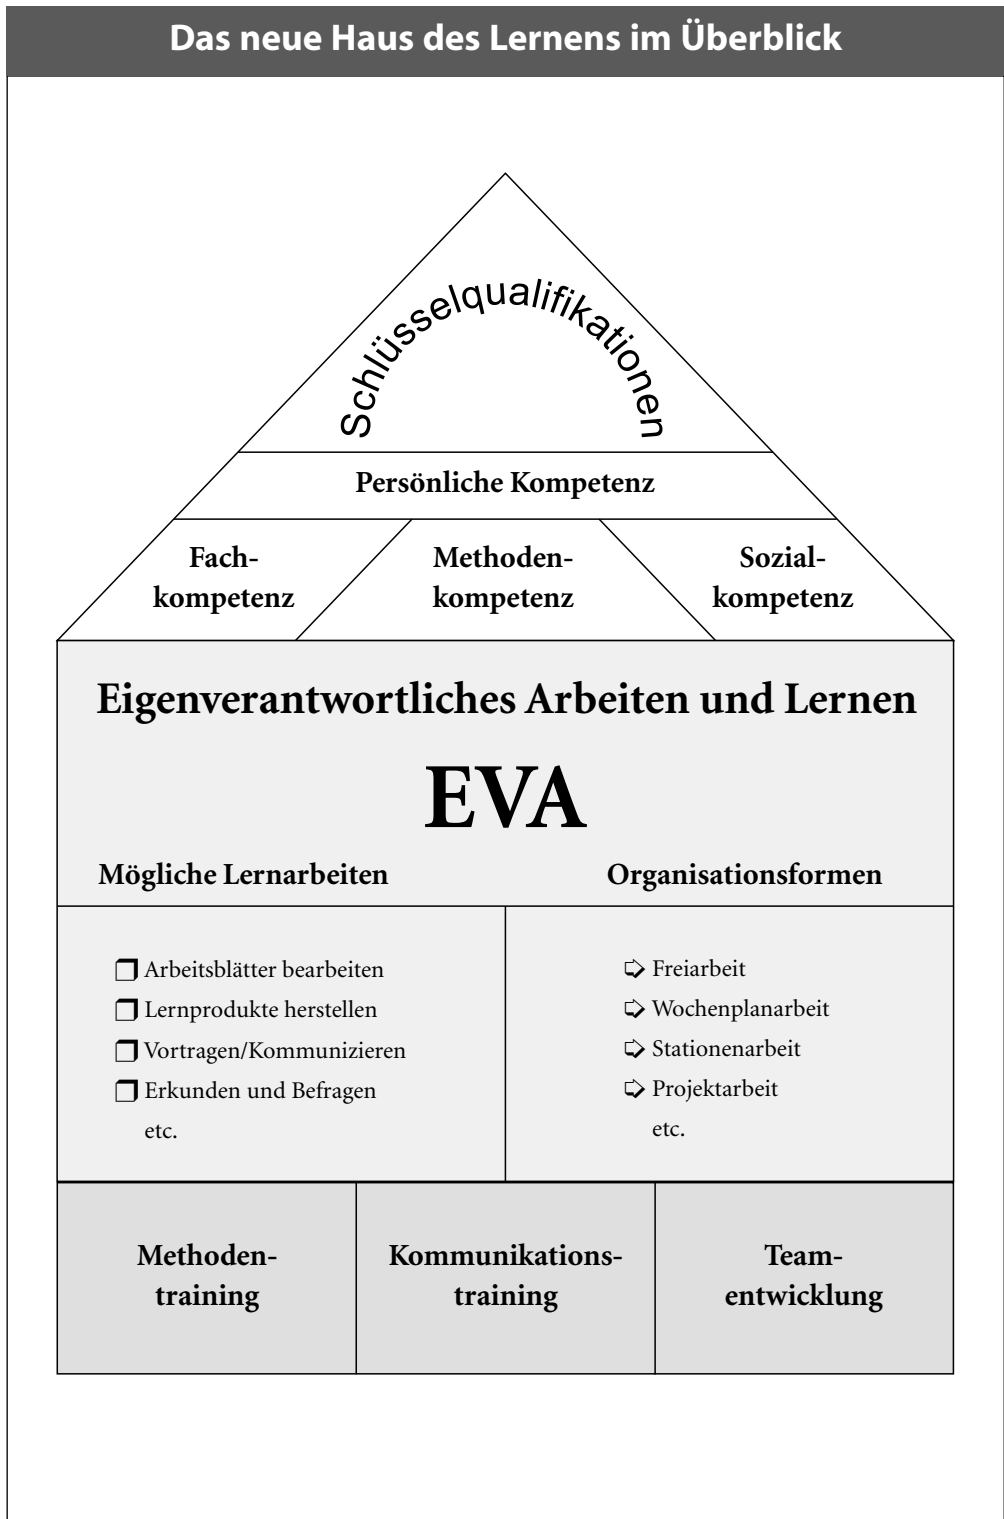 Das neue Haus des Lernens im Überblick
Schlüsselqualifikationen
Persönliche Kompetenz
Fach-
kompetenz
Methoden-
kompetenz
Sozial-
kompetenz
Eigenverantwortliches Arbeiten und Lernen
EVA
Mögliche Lernarbeiten
❐ Arbeitsblätter bearbeiten
❐ Lernprodukte herstellen
❐ Vortragen/Kommunizieren
❐ Erkunden und Befragen
etc.
Organisationsformen
➪ Freiarbeit
➪ Wochenplanarbeit
➪ Stationenarbeit
➪ Projektarbeit
etc.
Methoden-
training
Kommunikations-
training
Team-
entwicklung